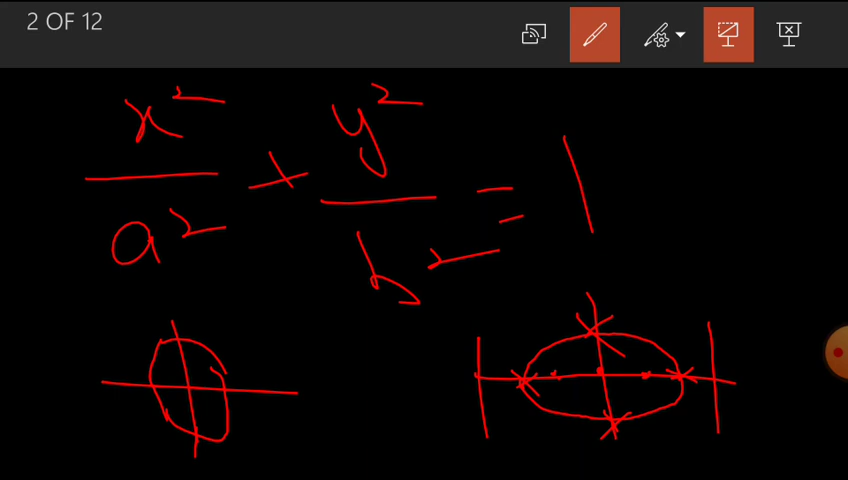 2 OF 12
x²/a² + y²/b² = 1